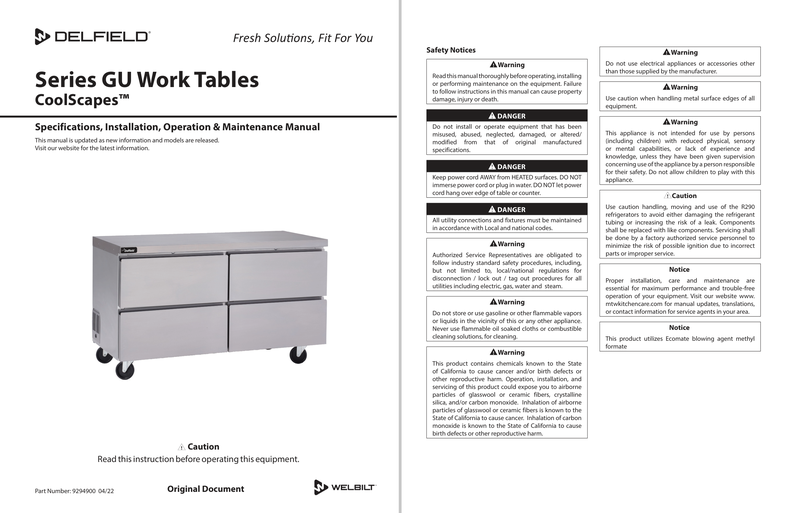 DELFIELD®
Fresh Solutions, Fit For You
Series GU Work Tables
CoolScapes™
Specifications, Installation, Operation & Maintenance Manual
This manual is updated as new information and models are released.
Visit our website for the latest information.
Caution
Read this instruction before operating this equipment.
Part Number: 9294900 04/22
Original Document
WELBILT
Safety Notices
Warning
Read this manual thoroughly before operating, installing
or performing maintenance on the equipment. Failure
to follow instructions in this manual can cause property
damage, injury or death.
DANGER
Do not install or operate equipment that has been
misused, abused, neglected, damaged, or altered/
modified from that of original manufactured
specifications.
DANGER
Keep power cord AWAY from HEATED surfaces. DO NOT
immerse power cord or plug in water. DO NOT let power
cord hang over edge of table or counter.
DANGER
All utility connections and fixtures must be maintained
in accordance with Local and national codes.
Warning
Authorized Service Representatives are obligated to
follow industry standard safety procedures, including,
but not limited to, local/national regulations for
disconnection / lock out / tag out procedures for all
utilities including electric, gas, water and steam.
Warning
Do not store or use gasoline or other flammable vapors
or liquids in the vicinity of this or any other appliance.
Never use flammable oil soaked cloths or combustible
cleaning solutions, for cleaning.
Warning
This product contains chemicals known to the State
of California to cause cancer and/or birth defects or
other reproductive harm. Operation, installation, and
servicing of this product could expose you to airborne
particles of glasswool or ceramic fibers, crystalline
silica, and/or carbon monoxide. Inhalation of airborne
particles of glasswool or ceramic fibers is known to the
State of California to cause cancer. Inhalation of carbon
monoxide is known to the State of California to cause
birth defects or other reproductive harm.
Warning
Do not use electrical appliances or accessories other
than those supplied by the manufacturer.
Warning
Use caution when handling metal surface edges of all
equipment.
Warning
This appliance is not intended for use by persons
(including children) with reduced physical, sensory
or mental capabilities, or lack of experience and
knowledge, unless they have been given supervision
concerning use of the appliance by a person responsible
for their safety. Do not allow children to play with this
appliance.
Caution
Use caution handling, moving and use of the R290
refrigerators to avoid either damaging the refrigerant
tubing or increasing the risk of a leak. Components
shall be replaced with like components. Servicing shall
be done by a factory authorized service personnel to
minimize the risk of possible ignition due to incorrect
parts or improper service.
Notice
Proper installation, care and maintenance are
essential for maximum performance and trouble-free
operation of your equipment. Visit our website www.
mtwkitchencare.com for manual updates, translations,
or contact information for service agents in your area.
Notice
This product utilizes Ecomate blowing agent methyl
formate